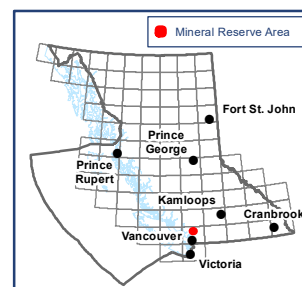 Mineral Reserve Area
Fort St. John
Prince
George
Prince
Rupert
Kamloops
Cranbrook
Vancouver
Victoria